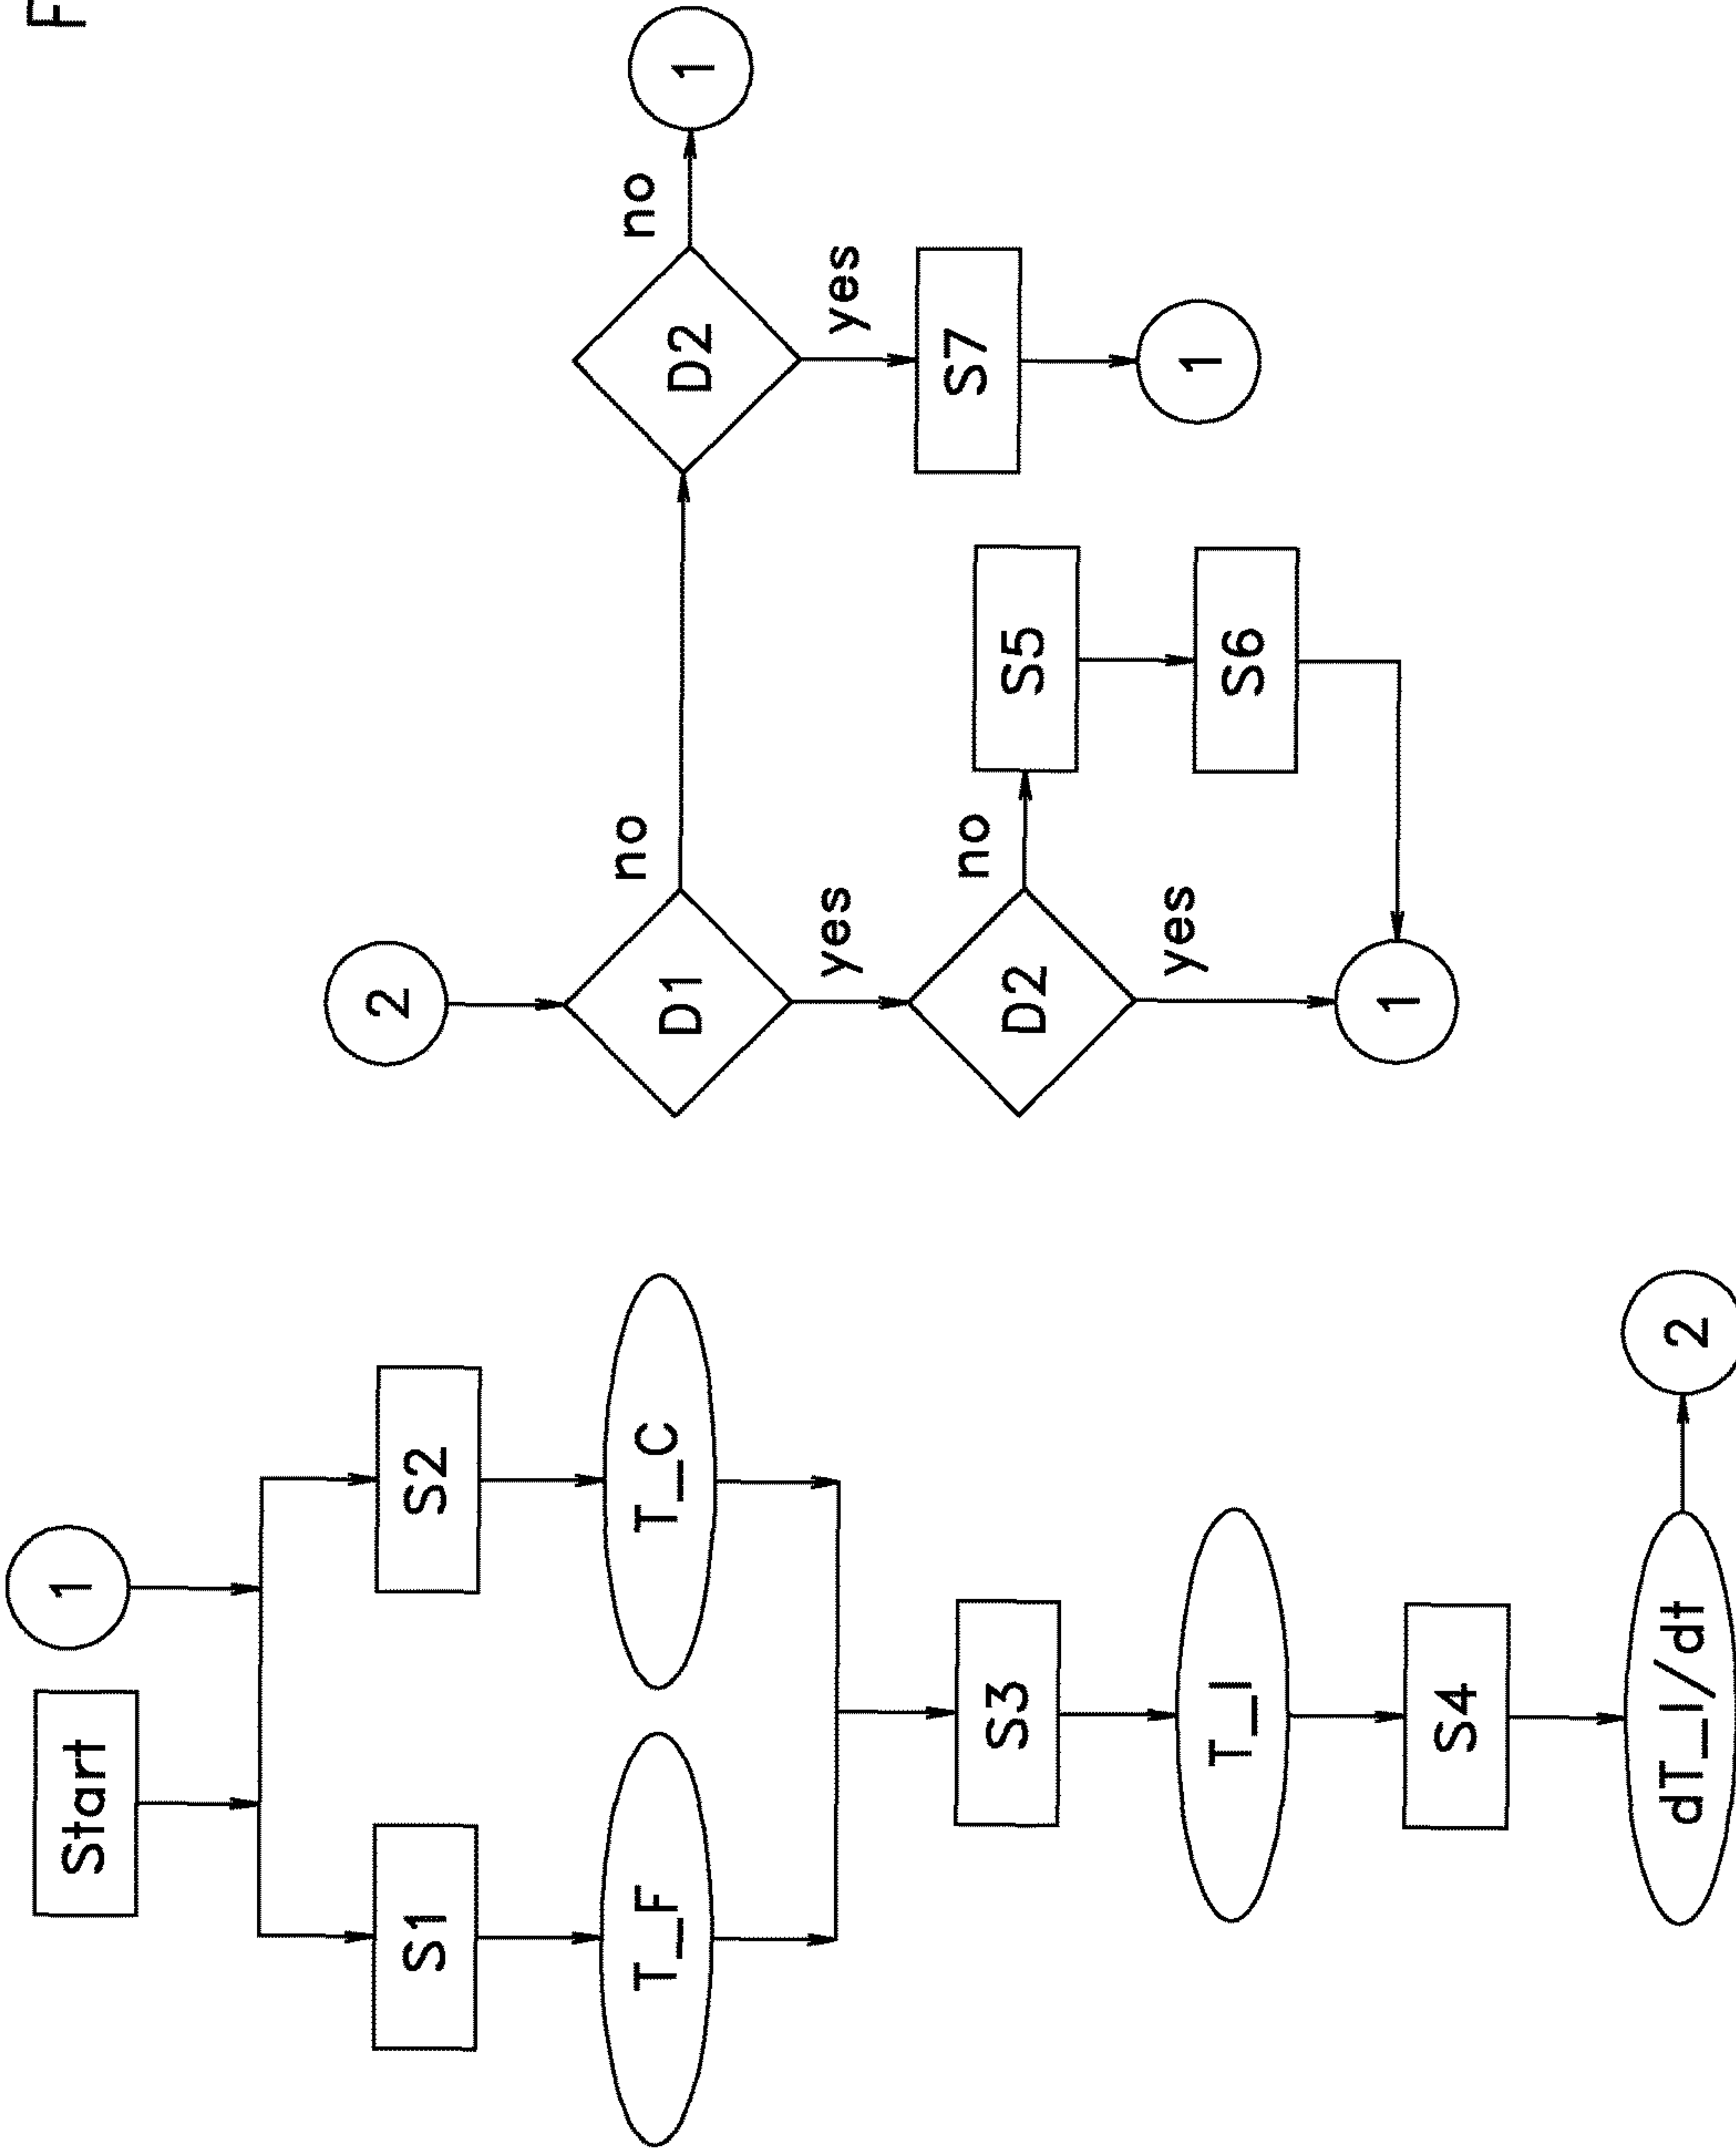 F
Start
1
S1
S2
T_F
T_C
S3
T_I
S4
dT_I/dt
2
2
D1
no
yes
D2
no
1
yes
S7
1
D2
no
S5
S6
yes
1